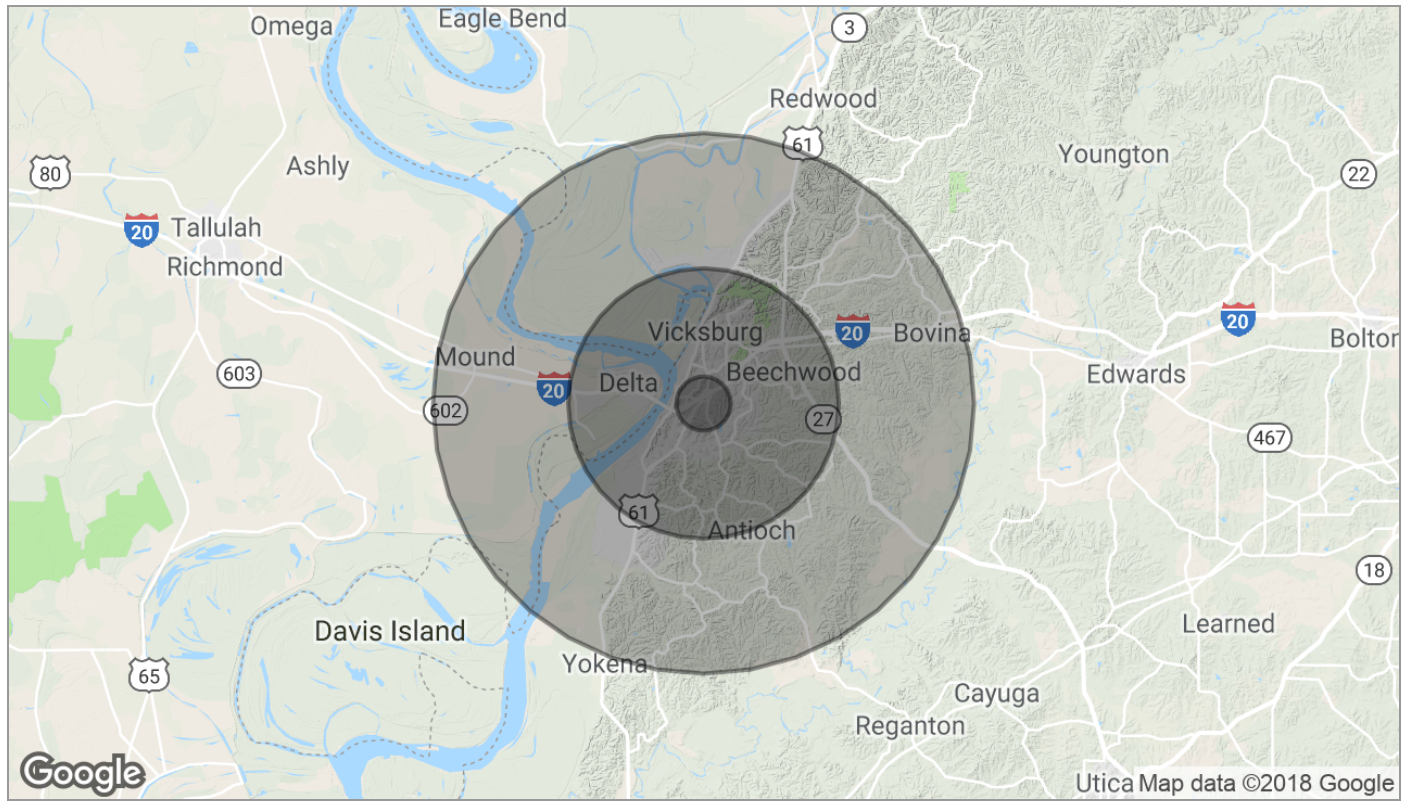 Omega
Eagle Bend
3
Redwood
61
Ashly
Youngton
80
22
20
Tallulah
Richmond
Vicksburg
20
Bovina
20
Bolton
Mound
603
Delta
20
Beechwood
Edwards
602
27
467
61
Antioch
18
Davis Island
Learned
Yokena
65
Cayuga
Reganton
Google
Utica
Map data ©2018 Google